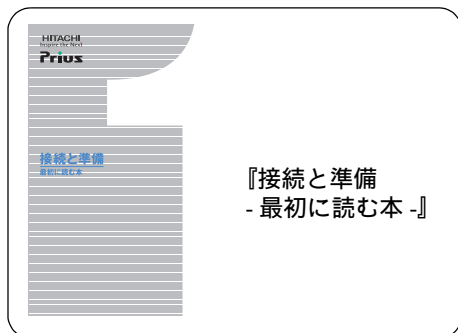 HITACHI
Inspire the Next
Prius
接続と準備
最初に読む本
『接続と準備
- 最初に読む本 -』